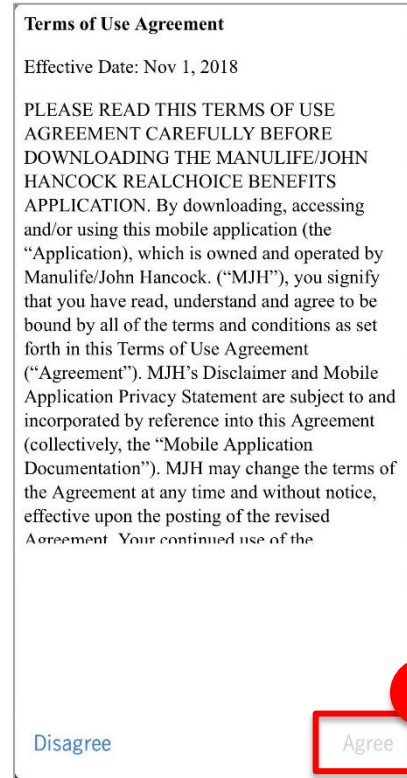 Terms of Use Agreement
Effective Date: Nov 1, 2018
PLEASE READ THIS TERMS OF USE
AGREEMENT CAREFULLY BEFORE
DOWNLOADING THE MANULIFE/JOHN
HANCOCK REALCHOICE BENEFITS
APPLICATION. By downloading, accessing
and/or using this mobile application (the
“Application), which is owned and operated by
Manulife/John Hancock. (“MJH”), you signify
that you have read, understand and agree to be
bound by all of the terms and conditions as set
forth in this Terms of Use Agreement
(“Agreement”). MJH’s Disclaimer and Mobile
Application Privacy Statement are subject to and
incorporated by reference into this Agreement
(collectively, the “Mobile Application
Documentation”). MJH may change the terms of
the Agreement at any time and without notice,
effective upon the posting of the revised
Agreement. Your continued use of the
Disagree
Agree